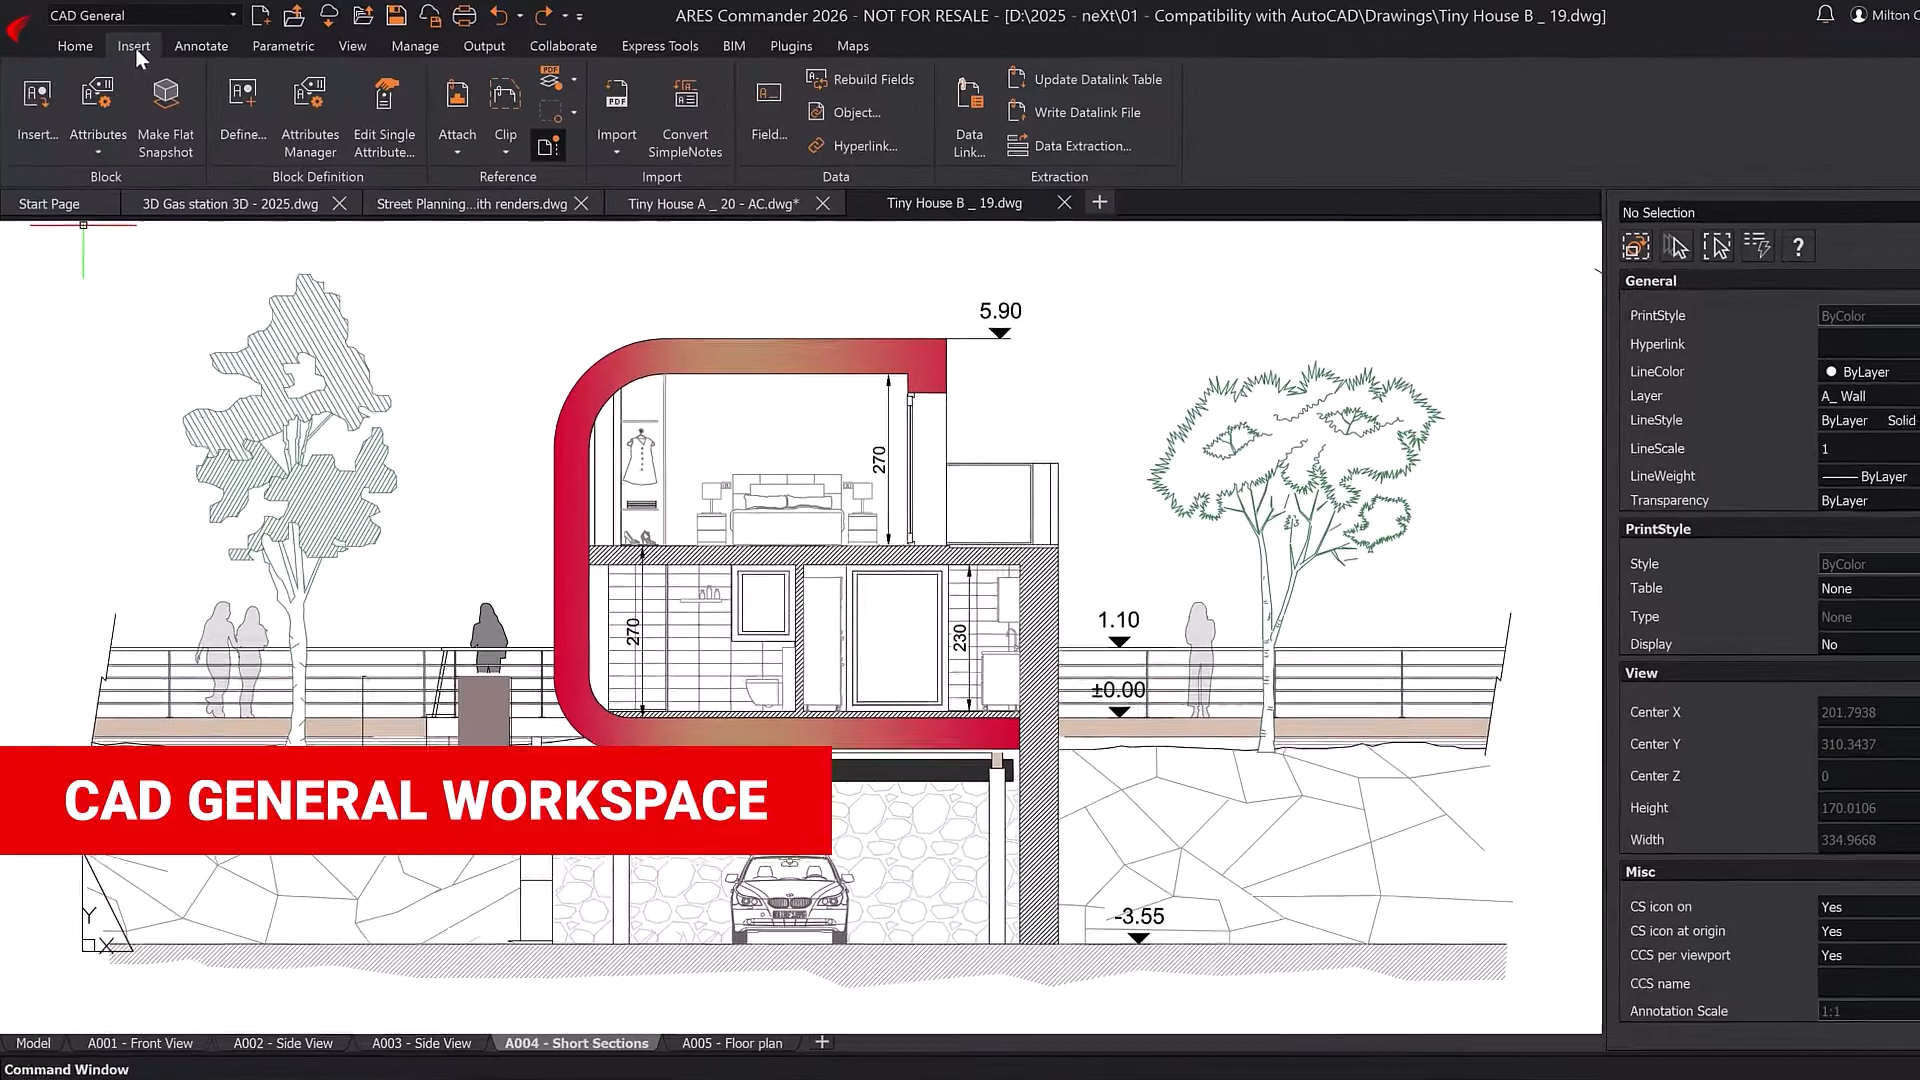 CAD General
ARES Commander 2026 - NOT FOR RESALE - [D:\2025 - neXt\01 - Compatibility with AutoCAD\Drawings\Tiny House B _ 19.dwg]
Milton C
Home Insert Annotate Parametric View Manage Output Collaborate Express Tools BIM Plugins Maps
Insert... Attributes Make Flat Snapshot
Block
Define... Attributes Manager Edit Single Attribute...
Block Definition
Attach Clip
PDF
Reference
PDF
Import Convert SimpleNotes
Import
Field... Rebuild Fields
Object...
Hyperlink...
Data
Data Link... Update Datalink Table
Write Datalink File
Data Extraction...
Extraction
Start Page
3D Gas station 3D - 2025.dwg
Street Planning...ith renders.dwg
Tiny House A _ 20 - AC.dwg*
Tiny House B _ 19.dwg
5.90
270
270
230
1.10
±0.00
-3.55
CAD GENERAL WORKSPACE
Y
X
No Selection
?
General
PrintStyle ByColor
Hyperlink
LineColor ByLayer
Layer A_ Wall
LineStyle ByLayer Solid
LineScale 1
LineWeight ByLayer
Transparency ByLayer
PrintStyle
Style ByColor
Table None
Type None
Display No
View
Center X 201.7938
Center Y 310.3437
Center Z 0
Height 170.0106
Width 334.9668
Misc
CS icon on Yes
CS icon at origin Yes
CCS per viewport Yes
CCS name
Annotation Scale 1:1
Model A001 - Front View A002 - Side View A003 - Side View A004 - Short Sections A005 - Floor plan
Command Window